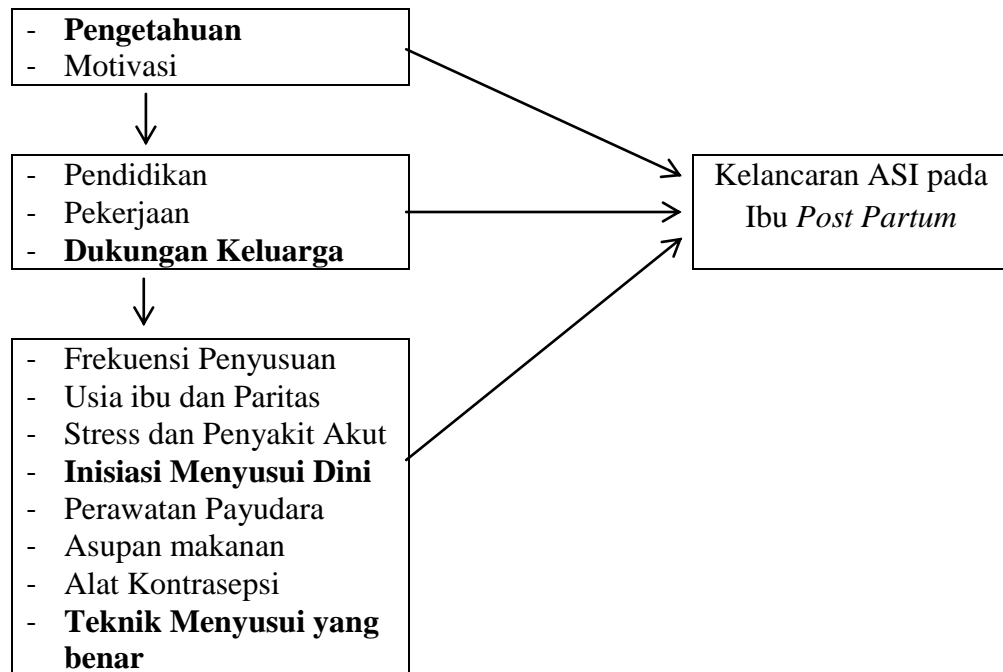 - Pengetahuan
- Motivasi
- Pendidikan
- Pekerjaan
- Dukungan Keluarga
Kelancaran ASI pada
Ibu Post Partum
- Frekuensi Penyusuan
- Usia ibu dan Paritas
- Stress dan Penyakit Akut
- Inisiasi Menyusui Dini
- Perawatan Payudara
- Asupan makanan
- Alat Kontrasepsi
- Teknik Menyusui yang
benar